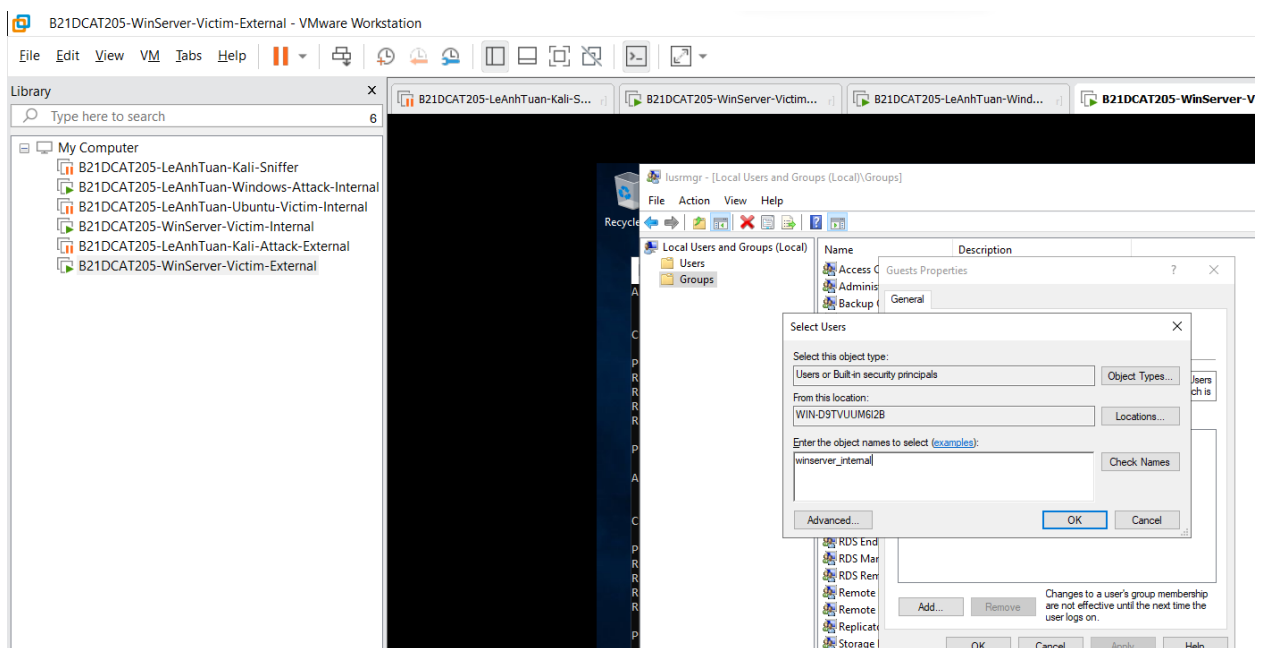 B21DCAT205-WinServer-Victim-External - VMware Workstation
File Edit View VM Tabs Help
Library X
Type here to search 6
My Computer
B21DCAT205-LeAnhTuan-Kali-Sniffer
B21DCAT205-LeAnhTuan-Windows-Attack-Internal
B21DCAT205-LeAnhTuan-Ubuntu-Victim-Internal
B21DCAT205-WinServer-Victim-Internal
B21DCAT205-LeAnhTuan-Kali-Attack-External
B21DCAT205-WinServer-Victim-External
B21DCAT205-LeAnhTuan-Kali-S...
B21DCAT205-WinServer-Victim...
B21DCAT205-LeAnhTuan-Wind...
B21DCAT205-WinServer-V
Recycle
lusrmgr - [Local Users and Groups (Local)\Groups]
File Action View Help
Local Users and Groups (Local)
Users
Groups
Name Description
Access C
Adminis
Backup
Guests Properties ? X
General
Select Users X
Select this object type:
Users or Built-in security principals Object Types...
From this location:
WIN-D9TVUUM6I2B Locations...
Enter the object names to select (examples):
winserver_internal Check Names
Advanced... OK Cancel
Users
ch is
RDS End
RDS Man
RDS Rem
Remote
Remote
Replicat
Storage
Add... Remove
Changes to a user's group membership
are not effective until the next time the
user logs on.
OK Cancel Apply Help